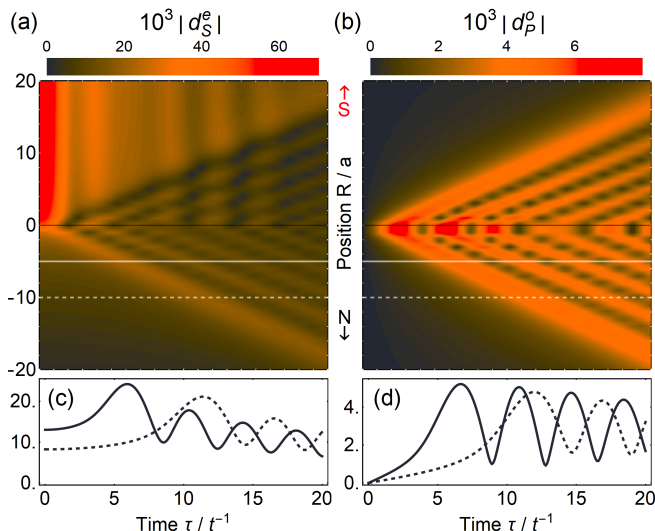 (a) 10³ | d_S^e | (b) 10³ | d_P^o |
0 20 40 60 0 2 4 6
20
10
0
-10
-20
Position R / a
↑ S
← N
(c)
20.
10.
0.
0 5 10 15 20
Time τ / t⁻¹
(d)
4.
2.
0.
0 5 10 15 20
Time τ / t⁻¹